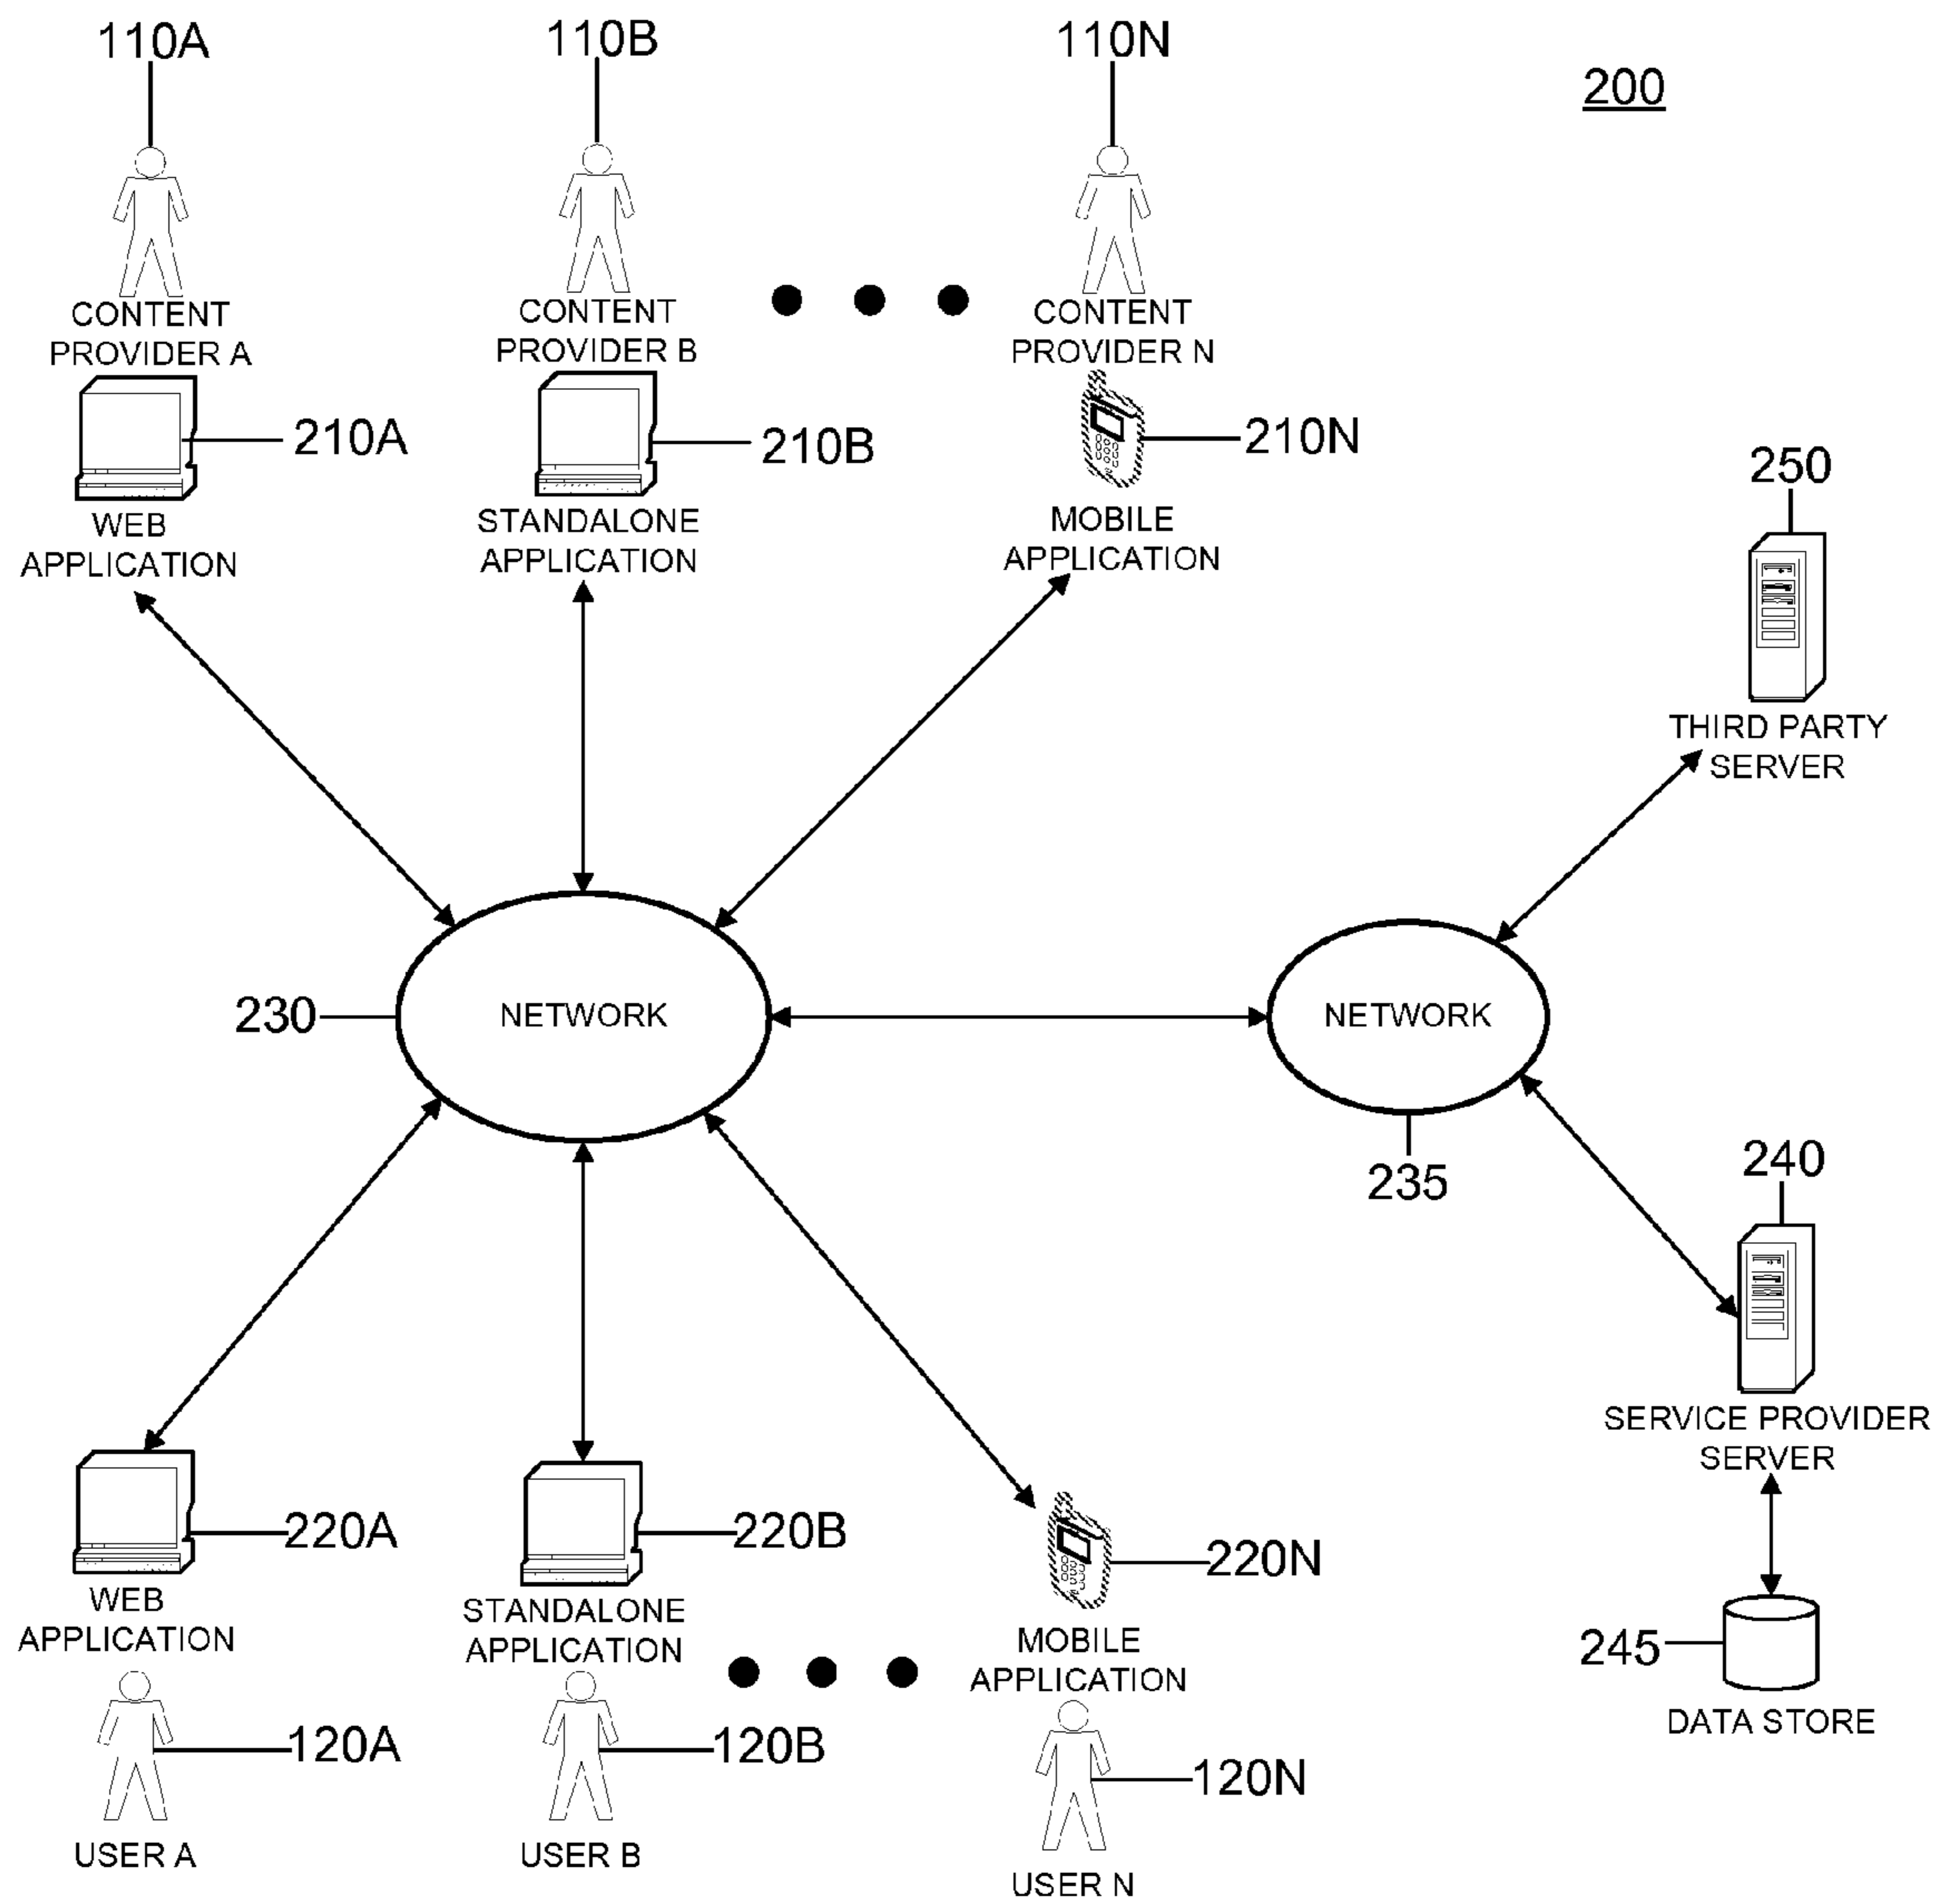 110A
110B
110N
200
CONTENT
PROVIDER A
CONTENT
PROVIDER B
CONTENT
PROVIDER N
210A
210B
210N
WEB
APPLICATION
STANDALONE
APPLICATION
MOBILE
APPLICATION
250
THIRD PARTY
SERVER
230
NETWORK
NETWORK
235
240
SERVICE PROVIDER
SERVER
220A
220B
220N
WEB
APPLICATION
STANDALONE
APPLICATION
MOBILE
APPLICATION
245
DATA STORE
120A
120B
120N
USER A
USER B
USER N